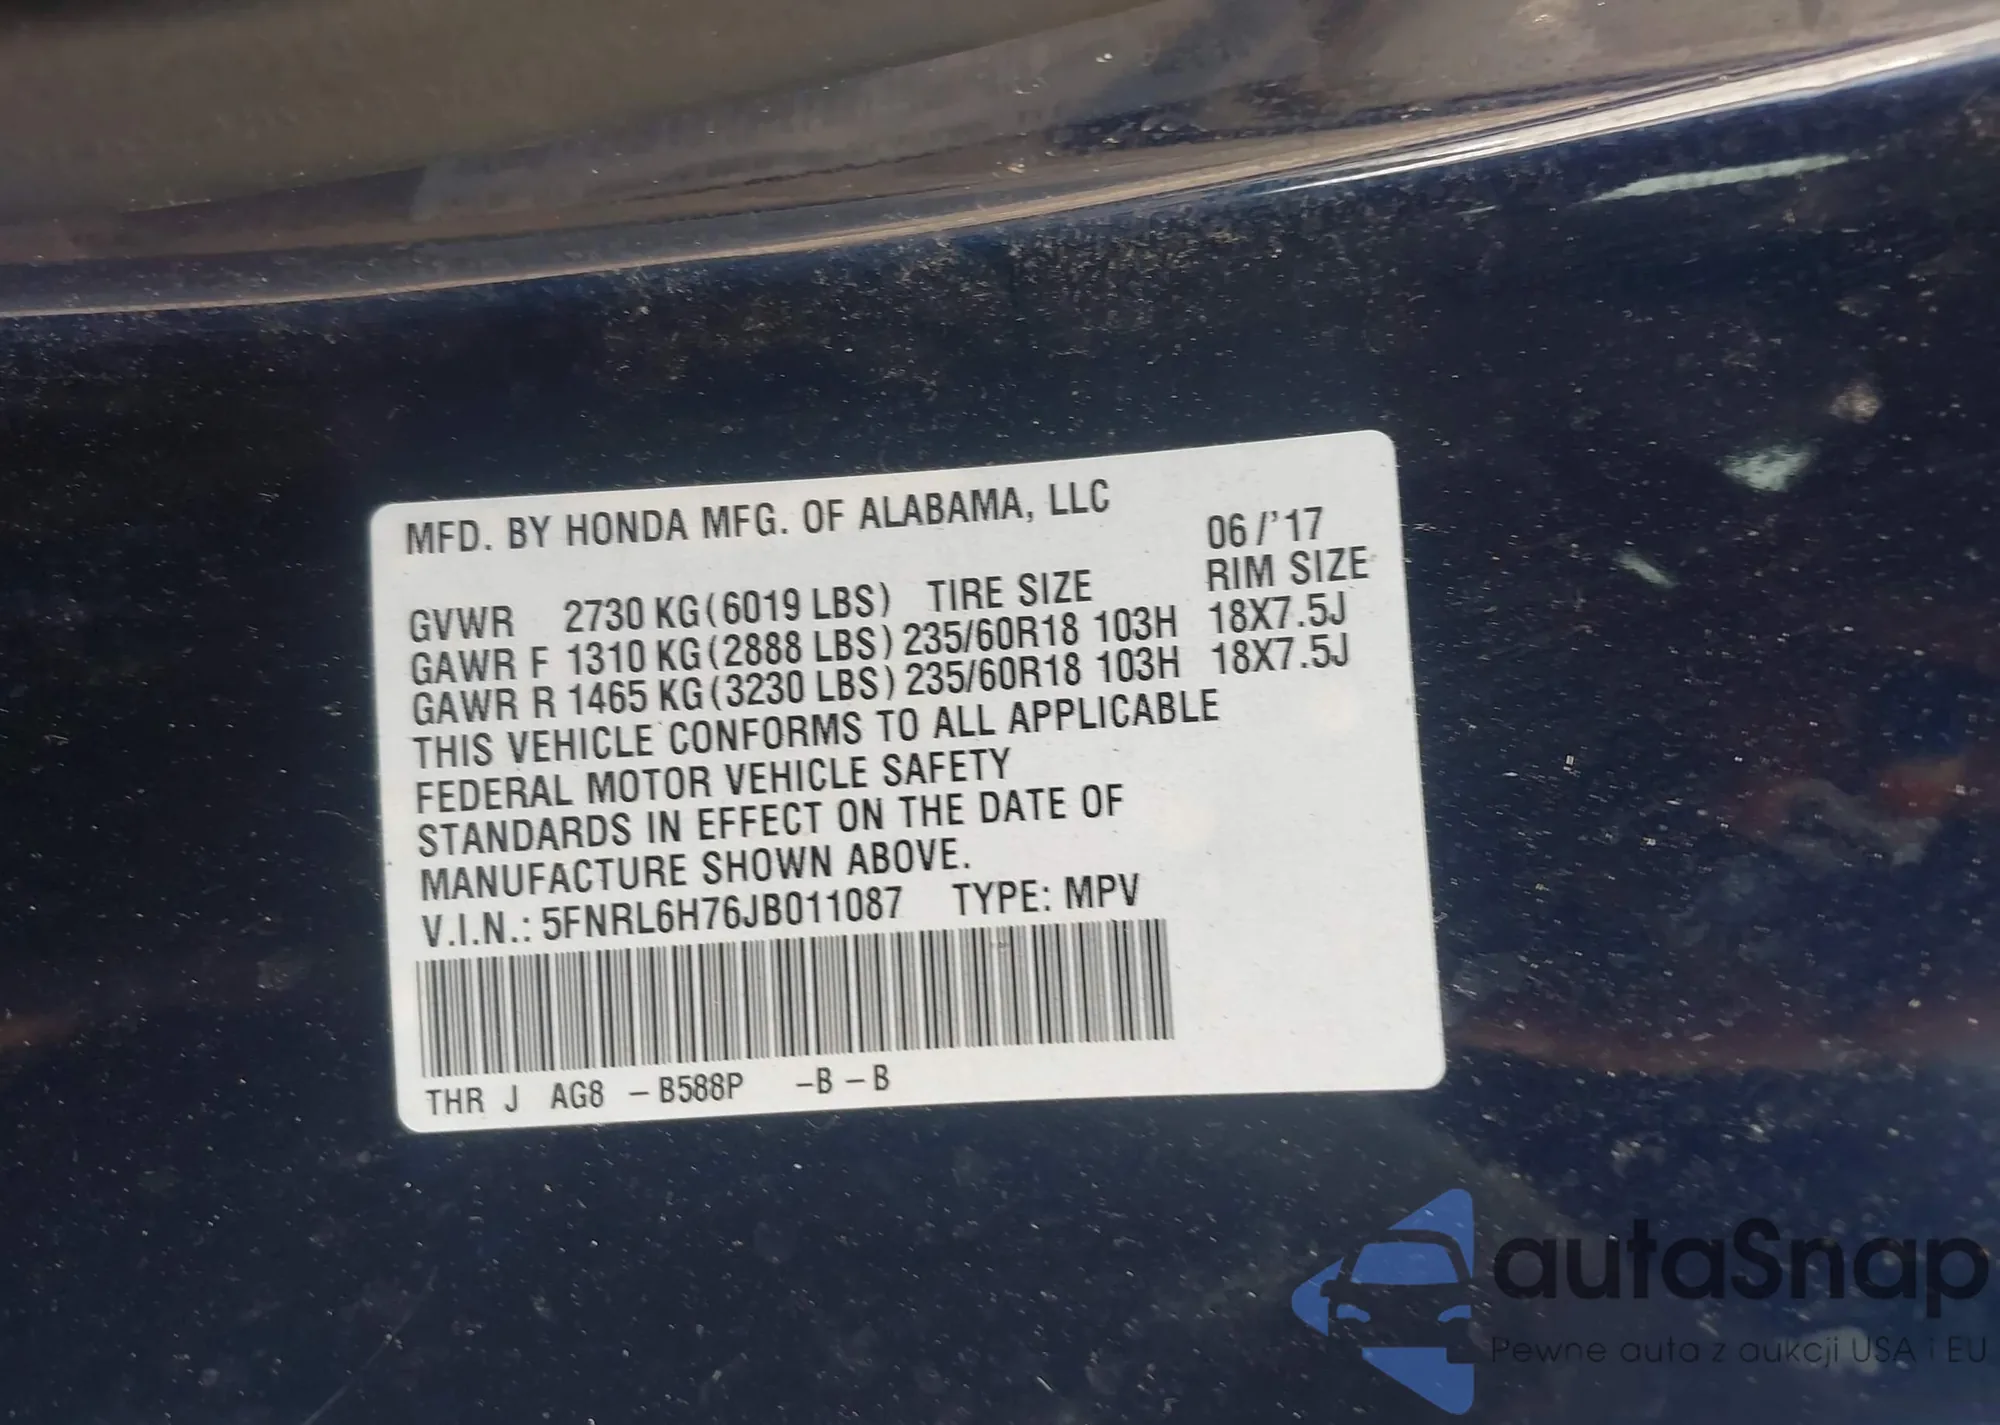 MFD. BY HONDA MFG. OF ALABAMA, LLC
06/'17
GVWR 2730 KG(6019 LBS) TIRE SIZE RIM SIZE
GAWR F 1310 KG(2888 LBS) 235/60R18 103H 18X7.5J
GAWR R 1465 KG(3230 LBS) 235/60R18 103H 18X7.5J
THIS VEHICLE CONFORMS TO ALL APPLICABLE
FEDERAL MOTOR VEHICLE SAFETY
STANDARDS IN EFFECT ON THE DATE OF
MANUFACTURE SHOWN ABOVE.
V.I.N.: 5FNRL6H76JB011087 TYPE: MPV
THR J AG8 -B588P -B-B
autaSnap
Pewne auta z aukcji USA i EU